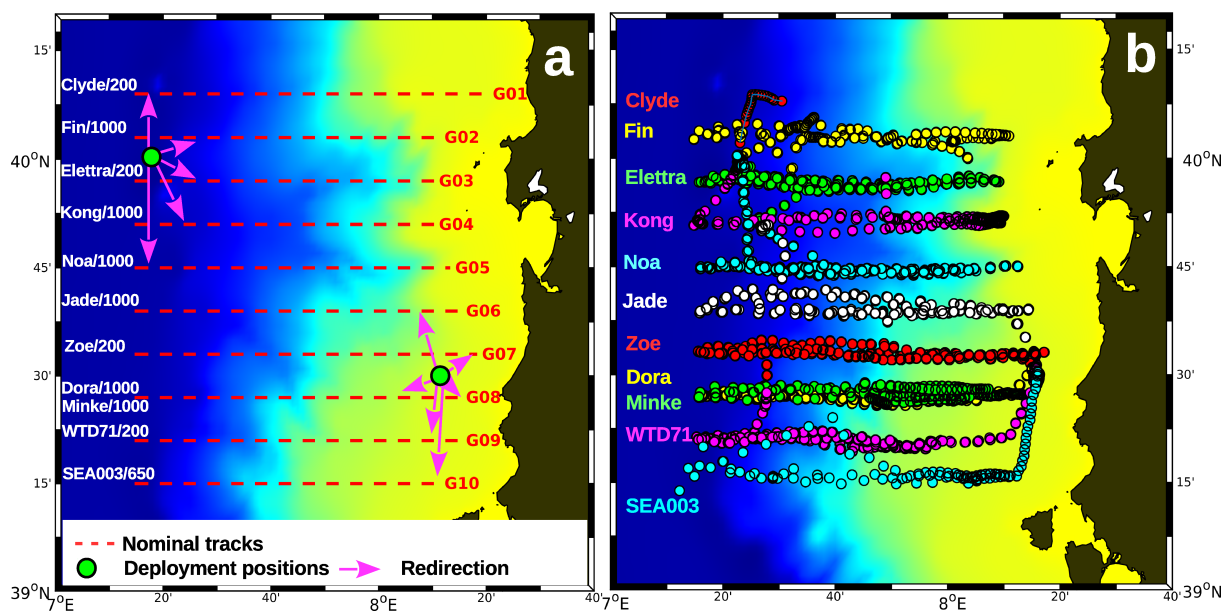 a
15'
Clyde/200
G01
Fin/1000
G02
40°N
Elettra/200
G03
Kong/1000
G04
Noa/1000
45'
G05
Jade/1000
G06
Zoe/200
G07
30'
Dora/1000
G08
Minke/1000
WTD71/200
G09
SEA003/650
15'
G10
Nominal tracks
Deployment positions
Redirection
39°N
7°E
20'
40'
8°E
20'
40'
b
15'
Clyde
Fin
40°N
Elettra
Kong
Noa
45'
Jade
Zoe
Dora
30'
Minke
WTD71
15'
SEA003
39°N
7°E
20'
40'
8°E
20'
40'